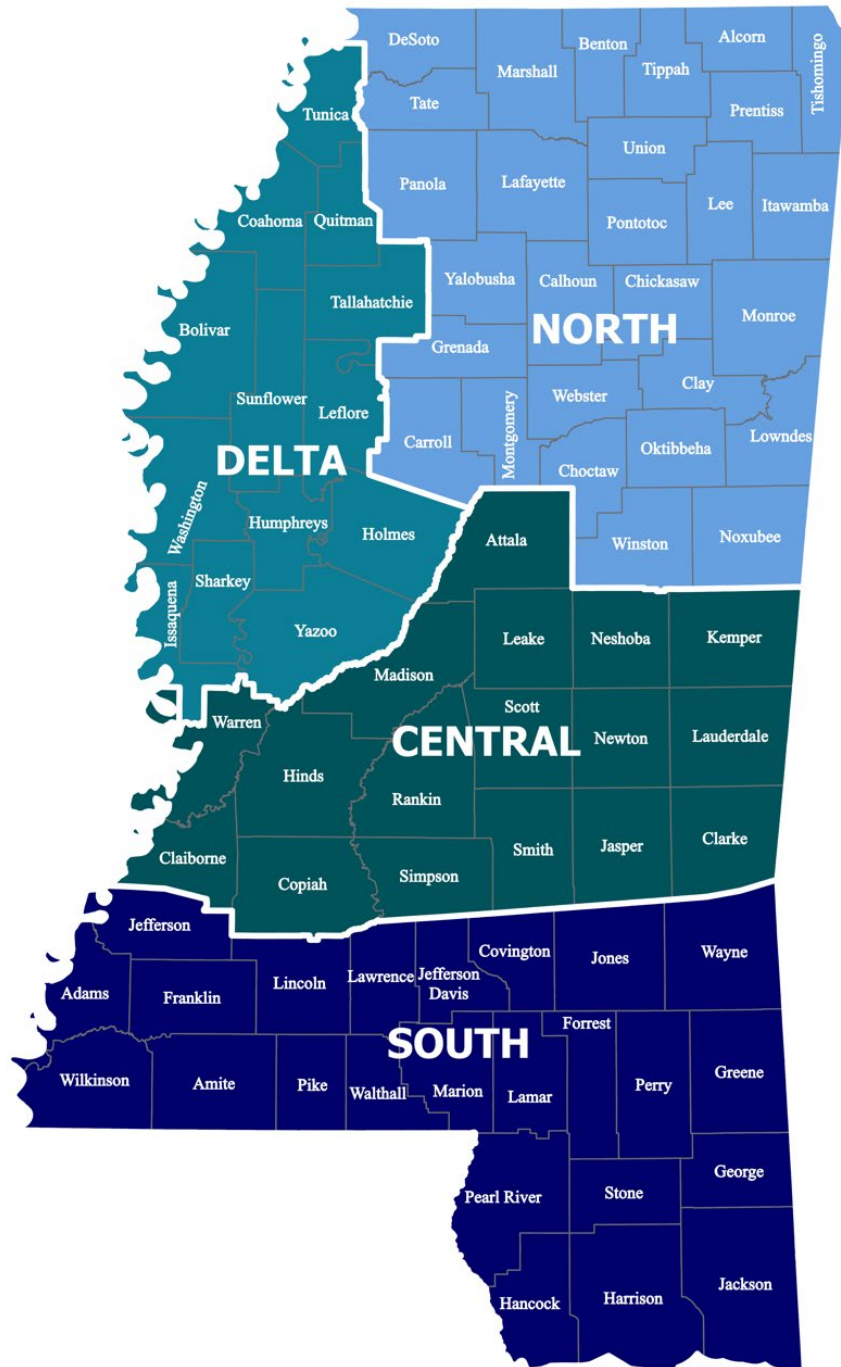 DeSoto
Marshall
Benton
Tippah
Alcorn
Tishomingo
Tate
Prentiss
Tunica
Union
Panola
Lafayette
Lee
Itawamba
Pontotoc
Coahoma
Quitman
Yalobusha
Calhoun
Chickasaw
Tallahatchie
Monroe
Bolivar
NORTH
Grenada
Clay
Sunflower
Webster
Leflore
Carroll
Montgomery
Lowndes
Oktibbeha
DELTA
Choctaw
Washington
Humphreys
Holmes
Attala
Winston
Noxubee
Sharkey
Issaquena
Yazoo
Leake
Neshoba
Kemper
Madison
Scott
Warren
CENTRAL
Newton
Lauderdale
Hinds
Rankin
Claiborne
Smith
Jasper
Clarke
Copiah
Simpson
Jefferson
Covington
Jones
Wayne
Lincoln
Lawrence
Jefferson
Davis
Adams
Franklin
Forrest
SOUTH
Wilkinson
Amite
Pike
Walthall
Marion
Lamar
Perry
Greene
George
Pearl River
Stone
Jackson
Hancock
Harrison